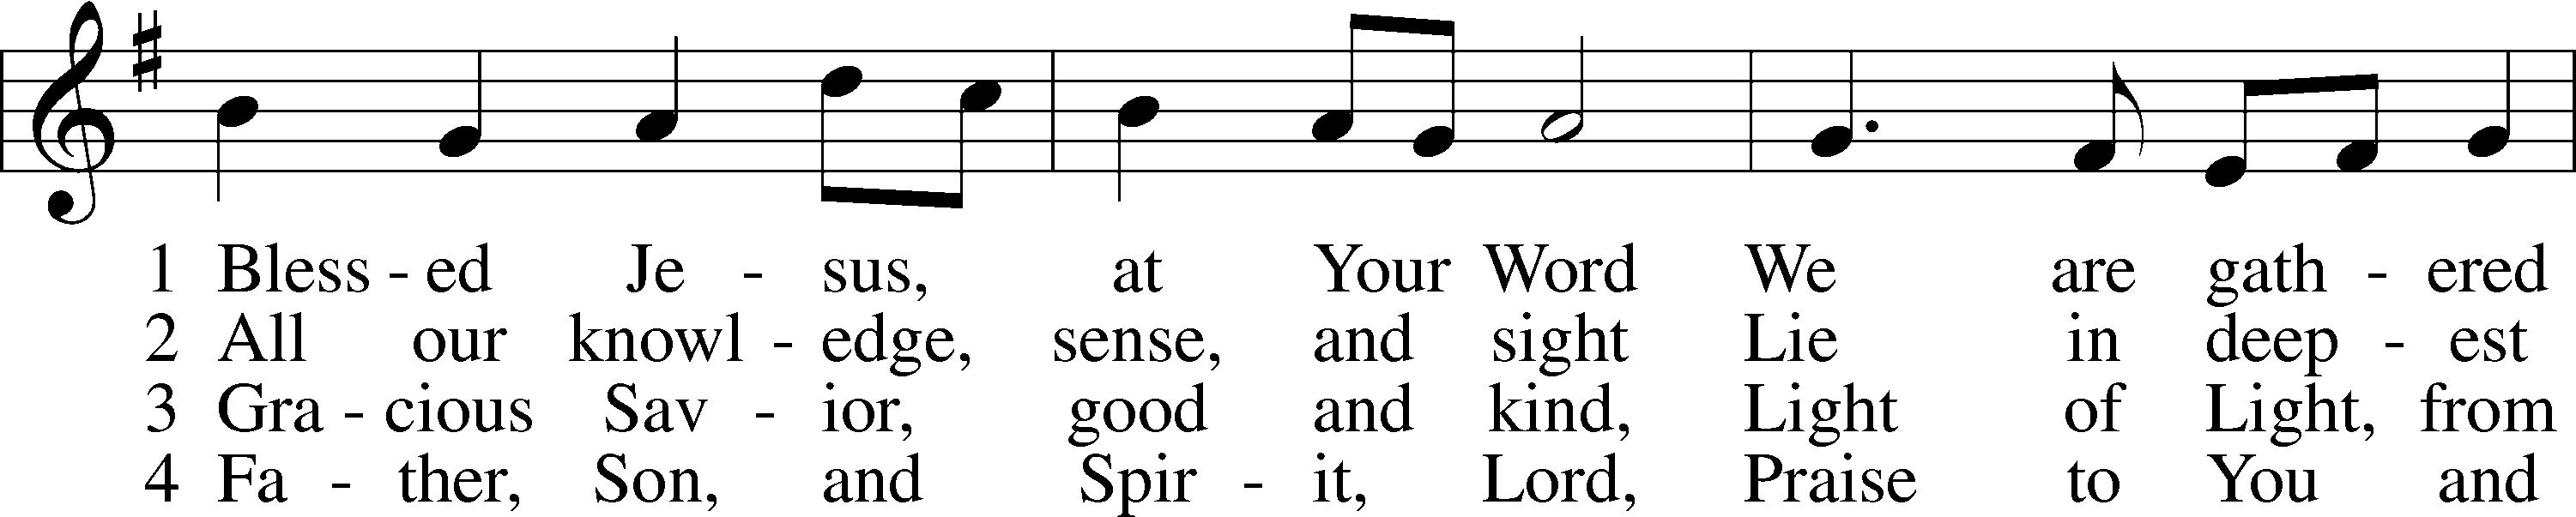 1 Bless - ed Je - sus, at Your Word We are gath - ered
2 All our knowl - edge, sense, and sight Lie in deep - est
3 Gra - cious Sav - ior, good and kind, Light of Light, from
4 Fa - ther, Son, and Spir - it, Lord, Praise to You and